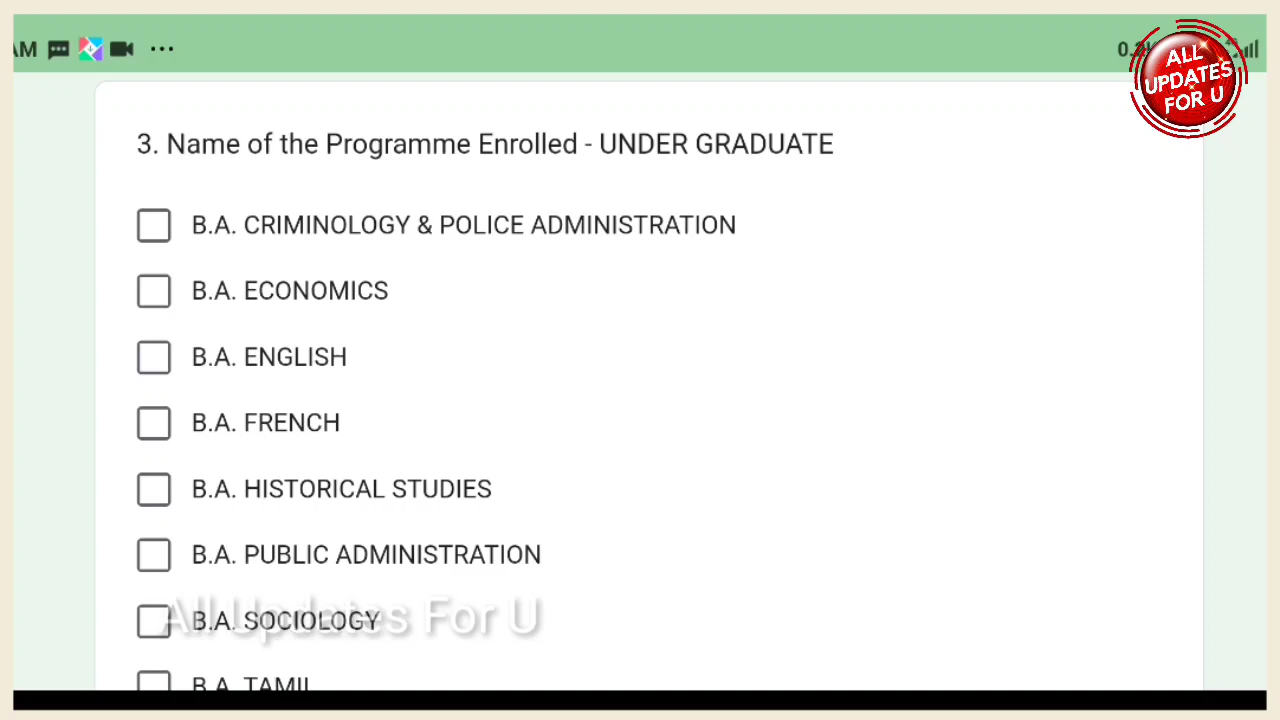 AM
ALL
UPDATES
FOR U
3. Name of the Programme Enrolled - UNDER GRADUATE
B.A. CRIMINOLOGY & POLICE ADMINISTRATION
B.A. ECONOMICS
B.A. ENGLISH
B.A. FRENCH
B.A. HISTORICAL STUDIES
B.A. PUBLIC ADMINISTRATION
B.A. SOCIOLOGY
All Updates For U
B.A. TAMIL